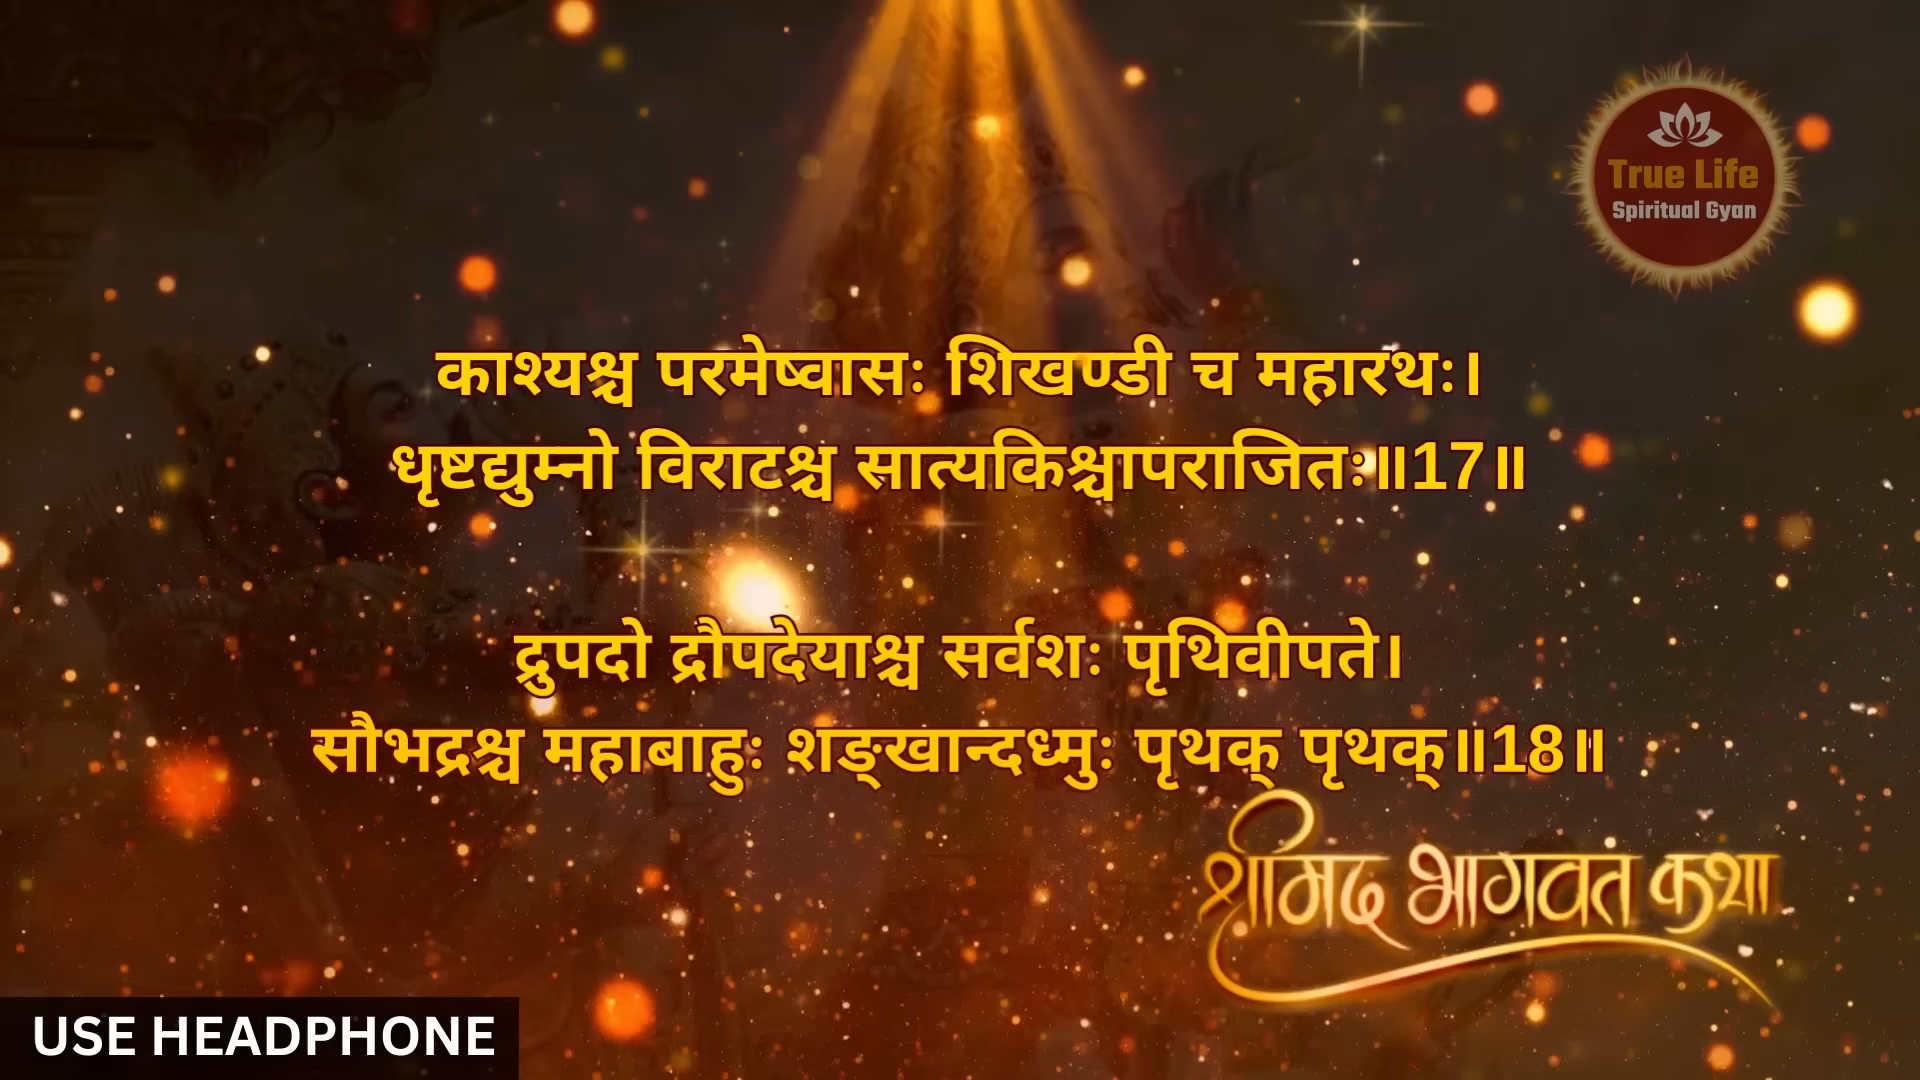 True Life
Spiritual Gyan
काश्यश्च परमेष्वासः शिखण्डी च महारथः।
धृष्टद्युम्नो विराटश्च सात्यकिश्चापराजितः॥17॥
द्रुपदो द्रौपदेयाश्च सर्वशः पृथिवीपते।
सौभद्रश्च महाबाहुः शङ्खान्दध्मुः पृथक् पृथक्॥18॥
श्रीमद भागवत कथा
USE HEADPHONE